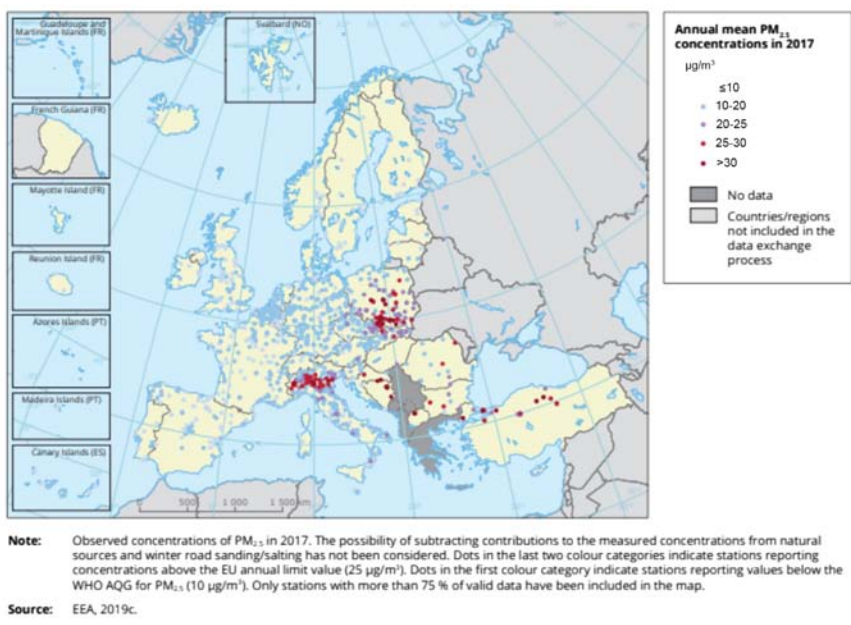 Guadeloupe and
Martinique Islands (FR)
Svalbard (NO)
French Guiana (FR)
Mayotte Island (FR)
Reunion Island (FR)
Azores Islands (PT)
Madeira Islands (PT)
Canary Islands (ES)
0 500 1 000 1 500 km
Annual mean PM₂.₅
concentrations in 2017
µg/m³
≤10
10-20
20-25
25-30
>30
No data
Countries/regions
not included in the
data exchange
process
Note: Observed concentrations of PM₂.₅ in 2017. The possibility of subtracting contributions to the measured concentrations from natural
sources and winter road sanding/salting has not been considered. Dots in the last two colour categories indicate stations reporting
concentrations above the EU annual limit value (25 µg/m³). Dots in the first colour category indicate stations reporting values below the
WHO AQG for PM₂.₅ (10 µg/m³). Only stations with more than 75 % of valid data have been included in the map.
Source: EEA, 2019c.